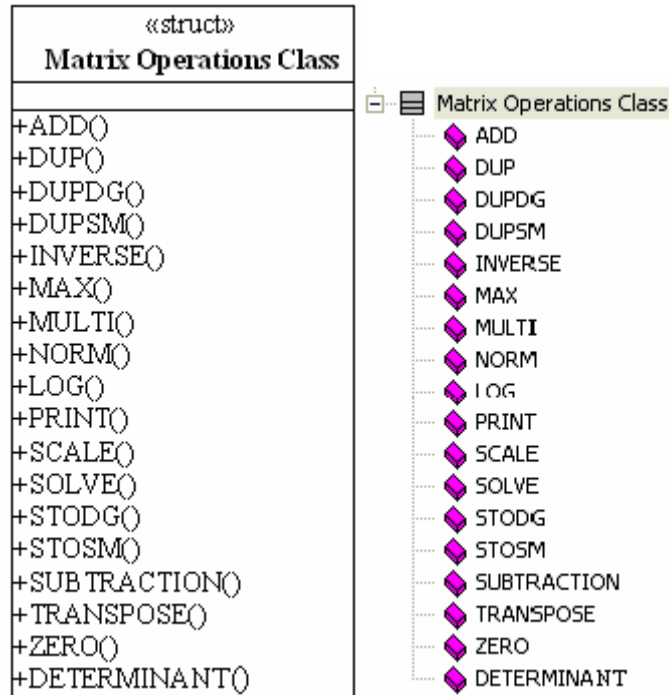 «struct»
Matrix Operations Class
+ADD()
+DUP()
+DUPDG()
+DUPSM()
+INVERSE()
+MAX()
+MULTI()
+NORM()
+LOG()
+PRINT()
+SCALE()
+SOLVE()
+STODG()
+STOSM()
+SUBTRACTION()
+TRANSPOSE()
+ZERO()
+DETERMINANT()
Matrix Operations Class
ADD
DUP
DUPDG
DUPSM
INVERSE
MAX
MULTI
NORM
LOG
PRINT
SCALE
SOLVE
STODG
STOSM
SUBTRACTION
TRANSPOSE
ZERO
DETERMINANT